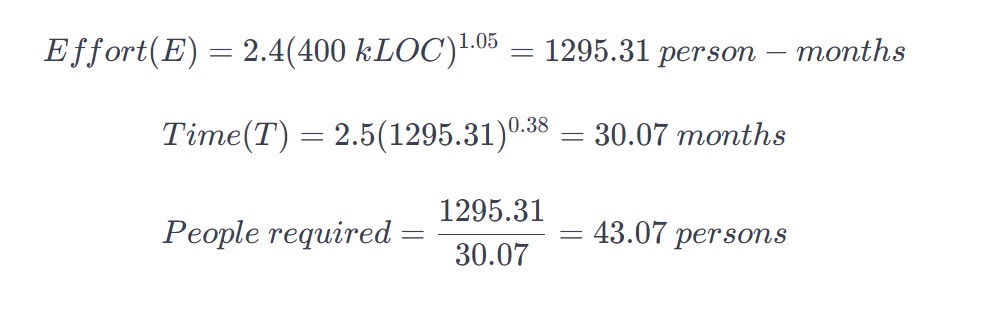 Effort(E) = 2.4(400 kLOC)^1.05 = 1295.31 person − months
Time(T) = 2.5(1295.31)^0.38 = 30.07 months
People required = 1295.31/30.07 = 43.07 persons